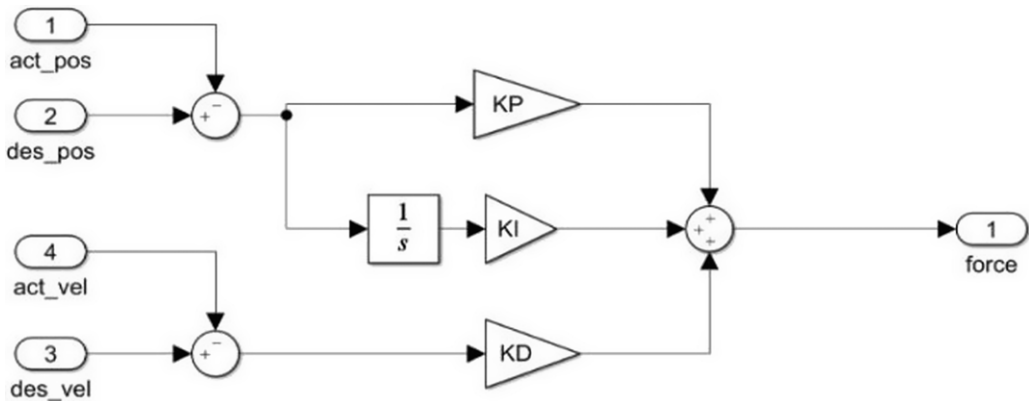 1
act_pos
−
2
+
des_pos
KP
1
s
KI
+
+
+
1
force
4
act_vel
−
3
+
des_vel
KD